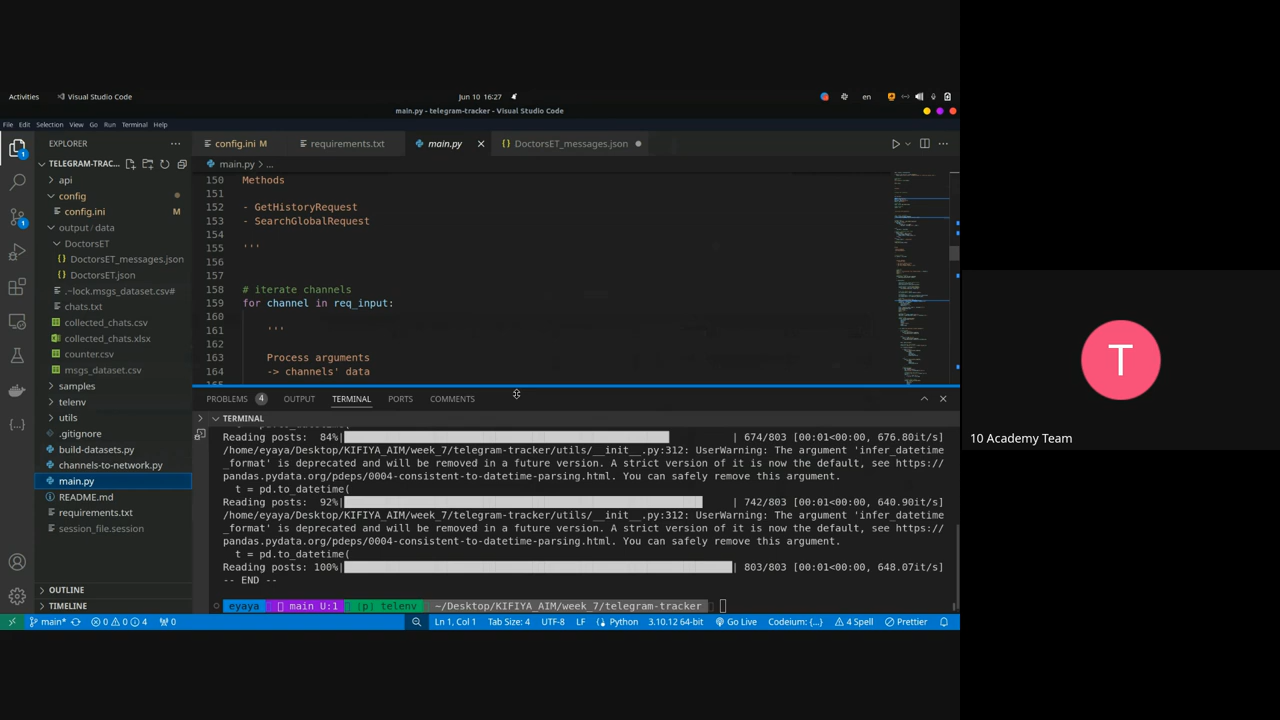 Activities
Visual Studio Code
Jun 10 16:27
en
main.py - telegram-tracker - Visual Studio Code
File Edit Selection View Go Run Terminal Help
EXPLORER
TELEGRAM-TRAC...
api
config
config.ini M
output / data
DoctorsET
DoctorsET_messages.json
DoctorsET.json
.~lock.msgs_dataset.csv#
chats.txt
collected_chats.csv
collected_chats.xlsx
counter.csv
msgs_dataset.csv
samples
telenv
utils
.gitignore
build-datasets.py
channels-to-network.py
main.py
README.md
requirements.txt
session_file.session
OUTLINE
TIMELINE
config.ini M
requirements.txt
main.py
DoctorsET_messages.json
main.py > ...
150 Methods
151
152 - GetHistoryRequest
153 - SearchGlobalRequest
154
155 '''
156
157
158 # iterate channels
159 for channel in req_input:
160
161 '''
162
163 Process arguments
164 -> channels' data
PROBLEMS 4 OUTPUT TERMINAL PORTS COMMENTS
TERMINAL
Reading posts: 84%| | 674/803 [00:01<00:00, 676.80it/s]
/home/eyaya/Desktop/KIFIYA_AIM/week_7/telegram-tracker/utils/__init__.py:312: UserWarning: The argument 'infer_datetime
_format' is deprecated and will be removed in a future version. A strict version of it is now the default, see https://
pandas.pydata.org/pdeps/0004-consistent-to-datetime-parsing.html. You can safely remove this argument.
t = pd.to_datetime(
Reading posts: 92%| | 742/803 [00:01<00:00, 640.90it/s]
/home/eyaya/Desktop/KIFIYA_AIM/week_7/telegram-tracker/utils/__init__.py:312: UserWarning: The argument 'infer_datetime
_format' is deprecated and will be removed in a future version. A strict version of it is now the default, see https://
pandas.pydata.org/pdeps/0004-consistent-to-datetime-parsing.html. You can safely remove this argument.
t = pd.to_datetime(
Reading posts: 100%| | 803/803 [00:01<00:00, 648.07it/s]
-- END --
eyaya main U:1 |p| telenv ~/Desktop/KIFIYA_AIM/week_7/telegram-tracker
main* 0 0 4 0
Ln 1, Col 1 Tab Size: 4 UTF-8 LF Python 3.10.12 64-bit Go Live Codeium: {...} 4 Spell Prettier
T
10 Academy Team